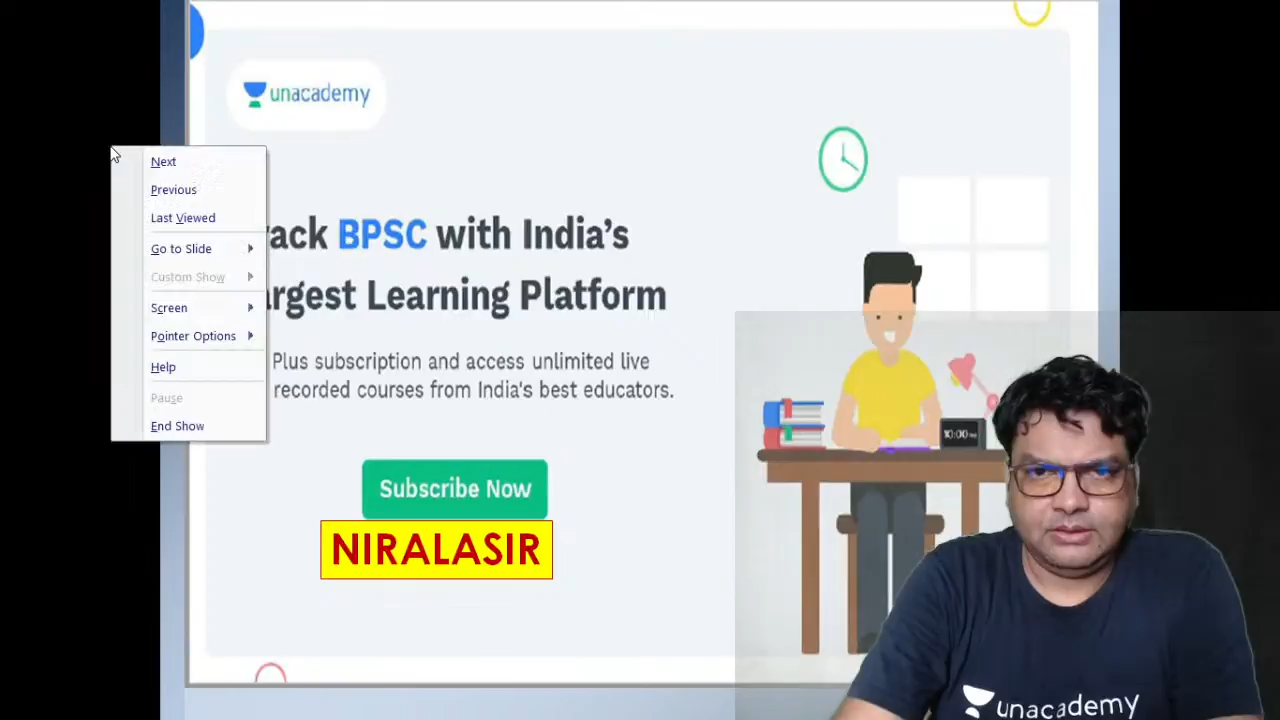 unacademy
Next
Previous
Last Viewed
Go to Slide
Custom Show
Screen
Pointer Options
Help
Pause
End Show
rack BPSC with India's
argest Learning Platform
Plus subscription and access unlimited live
recorded courses from India's best educators.
Subscribe Now
NIRALASIR
10:00
unacademy